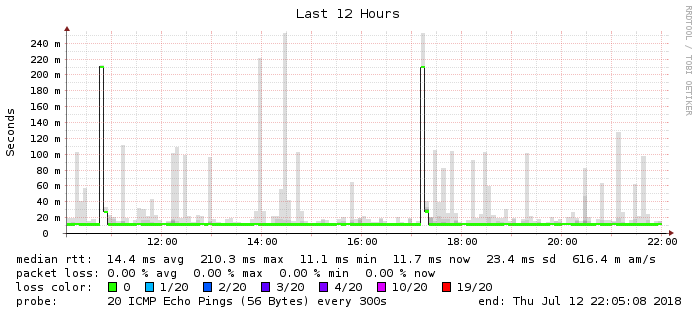 Last 12 Hours
RRDTOOL / TOBI OETIKER
Seconds
240 m
220 m
200 m
180 m
160 m
140 m
120 m
100 m
80 m
60 m
40 m
20 m
0
12:00 14:00 16:00 18:00 20:00 22:00
median rtt: 14.4 ms avg 210.3 ms max 11.1 ms min 11.7 ms now 23.4 ms sd 616.4 m am/s
packet loss: 0.00 % avg 0.00 % max 0.00 % min 0.00 % now
loss color: 0 1/20 2/20 3/20 4/20 10/20 19/20
probe: 20 ICMP Echo Pings (56 Bytes) every 300s end: Thu Jul 12 22:05:08 2018